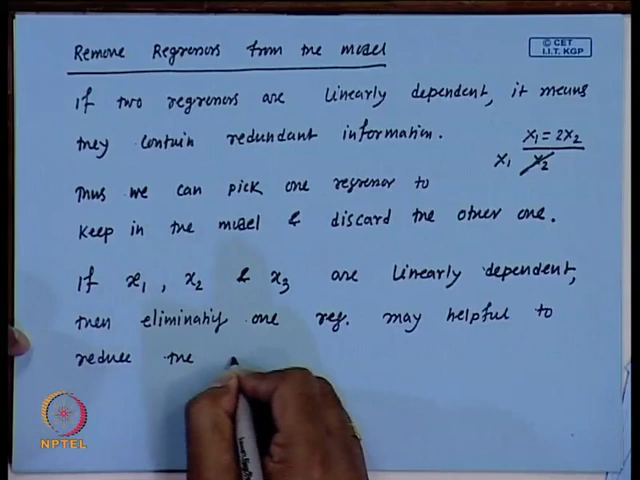 Remove Regressors from the model
© CET
I.I.T. KGP
If two regressors are linearly dependent, it means
they contain redundant information.
x1 = 2x2
x1 x2
Thus we can pick one regressor to
keep in the model & discard the other one.
If x1, x2 & x3 are linearly dependent,
then eliminatig one reg. may helpful to
reduce the
NPTEL